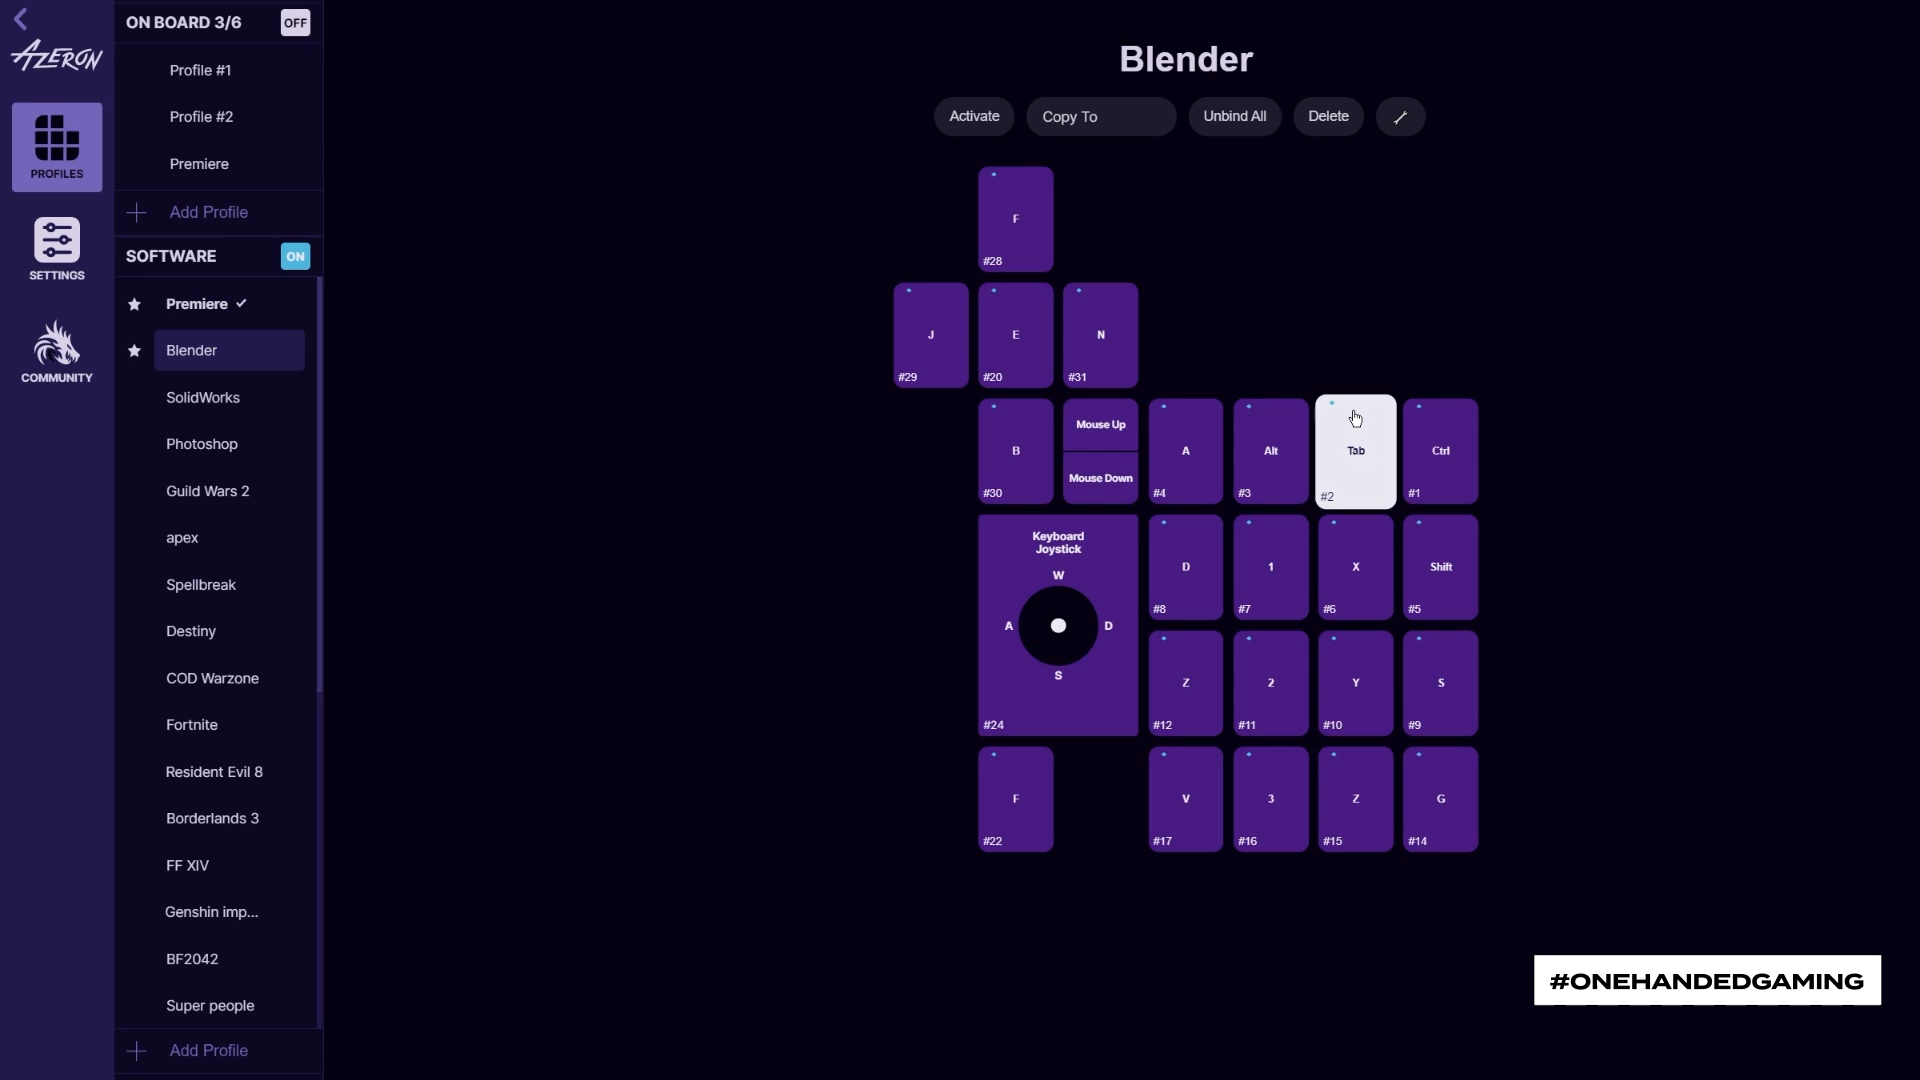 AZERON
PROFILES
SETTINGS
COMMUNITY
ON BOARD 3/6 OFF
Profile #1
Profile #2
Premiere
Add Profile
SOFTWARE ON
Premiere
Blender
SolidWorks
Photoshop
Guild Wars 2
apex
Spellbreak
Destiny
COD Warzone
Fortnite
Resident Evil 8
Borderlands 3
FF XIV
Genshin imp...
BF2042
Super people
Add Profile
Blender
Activate Copy To Unbind All Delete
F
#28
J E N
#29 #20 #31
Mouse Up
B A Alt Tab Ctrl
Mouse Down
#30 #4 #3 #2 #1
Keyboard
Joystick
W
D 1 X Shift
#8 #7 #6 #5
A D
S
Z 2 Y S
#24 #12 #11 #10 #9
F V 3 Z G
#22 #17 #16 #15 #14
#ONEHANDEDGAMING